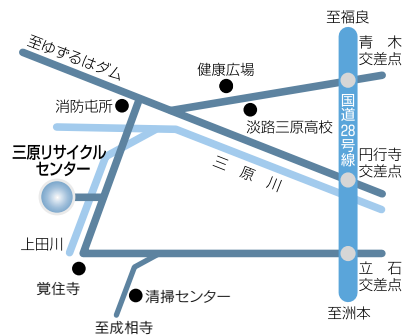 至福良
至ゆずるはダム
青木
交差点
健康広場
消防屯所
淡路三原高校
国道28号線
円行寺
交差点
三原リサイクル
センター
三原川
上田川
覚住寺
立石
交差点
清掃センター
至洲本
至成相寺